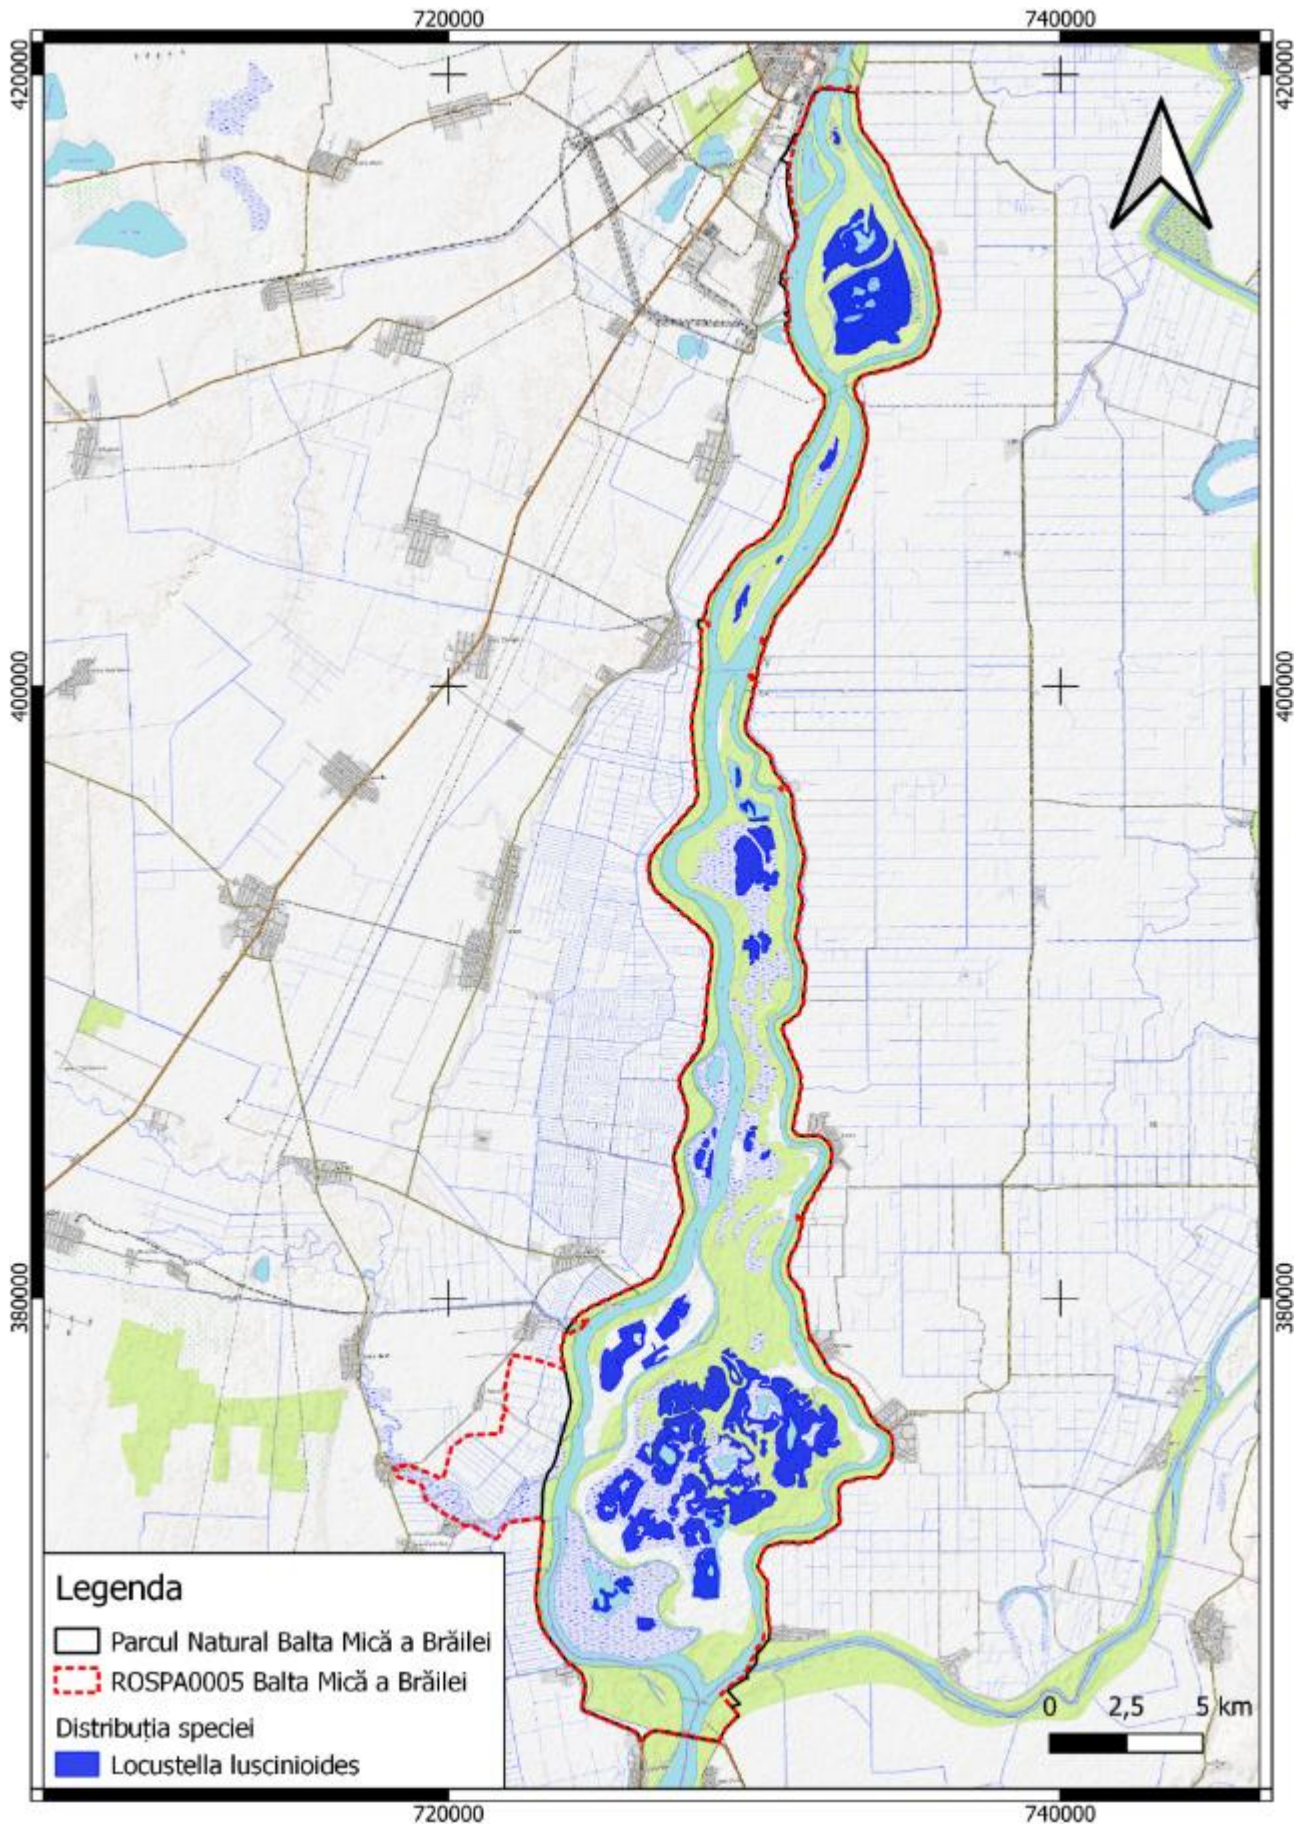 720000 740000
420000 420000
400000 400000
380000 380000
Legenda
Parcul Natural Balta Mică a Brăilei
ROSPA0005 Balta Mică a Brăilei
Distribuția speciei
Locustella luscinioides
0 2,5 5 km
720000 740000